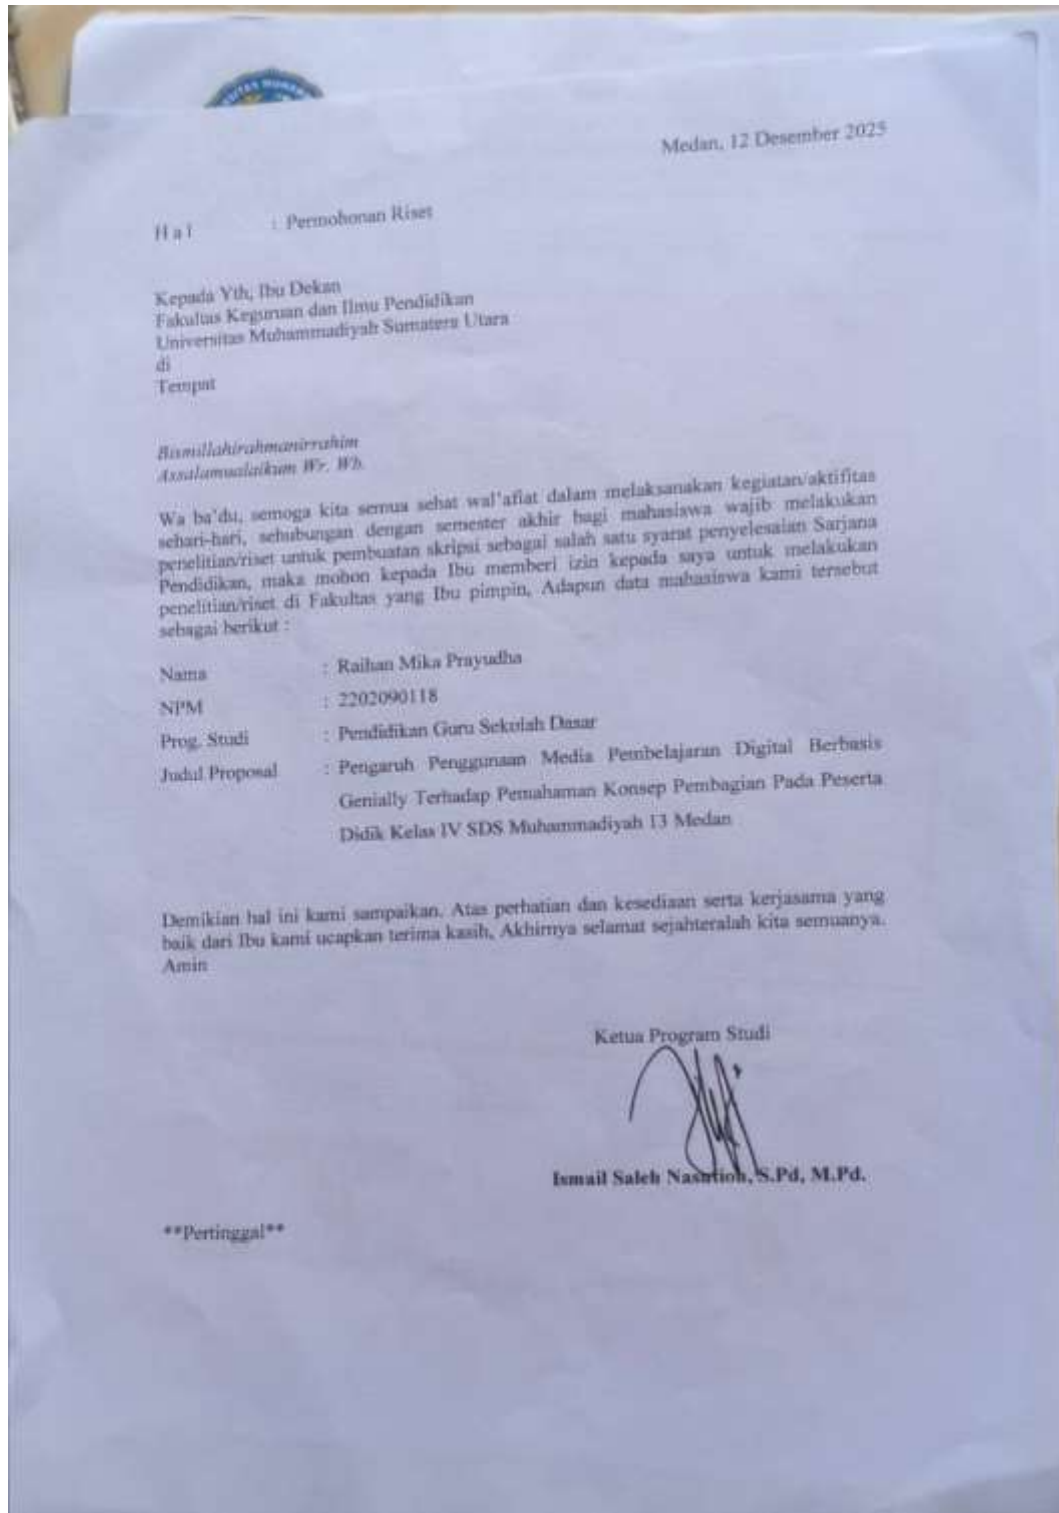 Medan, 12 Desember 2025
H a l : Permohonan Riset
Kepada Yth, Ibu Dekan
Fakultas Keguruan dan Ilmu Pendidikan
Universitas Muhammadiyah Sumatera Utara
di
Tempat
Bismillahirahmanirrahim
Assalamualaikum Wr. Wb.
Wa ba'du, semoga kita semua sehat wal'afiat dalam melaksanakan kegiatan/aktifitas
sehari-hari, sehubungan dengan semester akhir bagi mahasiswa wajib melakukan
penelitian/riset untuk pembuatan skripsi sebagai salah satu syarat penyelesaian Sarjana
Pendidikan, maka mohon kepada Ibu memberi izin kepada saya untuk melakukan
penelitian/riset di Fakultas yang Ibu pimpin, Adapun data mahasiswa kami tersebut
sebagai berikut :
Nama : Raihan Mika Prayudha
NPM : 2202090118
Prog. Studi : Pendidikan Guru Sekolah Dasar
Judul Proposal : Pengaruh Penggunaan Media Pembelajaran Digital Berbasis
Genially Terhadap Pemahaman Konsep Pembagian Pada Peserta
Didik Kelas IV SDS Muhammadiyah 13 Medan
Demikian hal ini kami sampaikan. Atas perhatian dan kesediaan serta kerjasama yang
baik dari Ibu kami ucapkan terima kasih, Akhirnya selamat sejahteralah kita semuanya.
Amin
Ketua Program Studi
Ismail Saleh Nasution, S.Pd, M.Pd.
**Pertinggal**